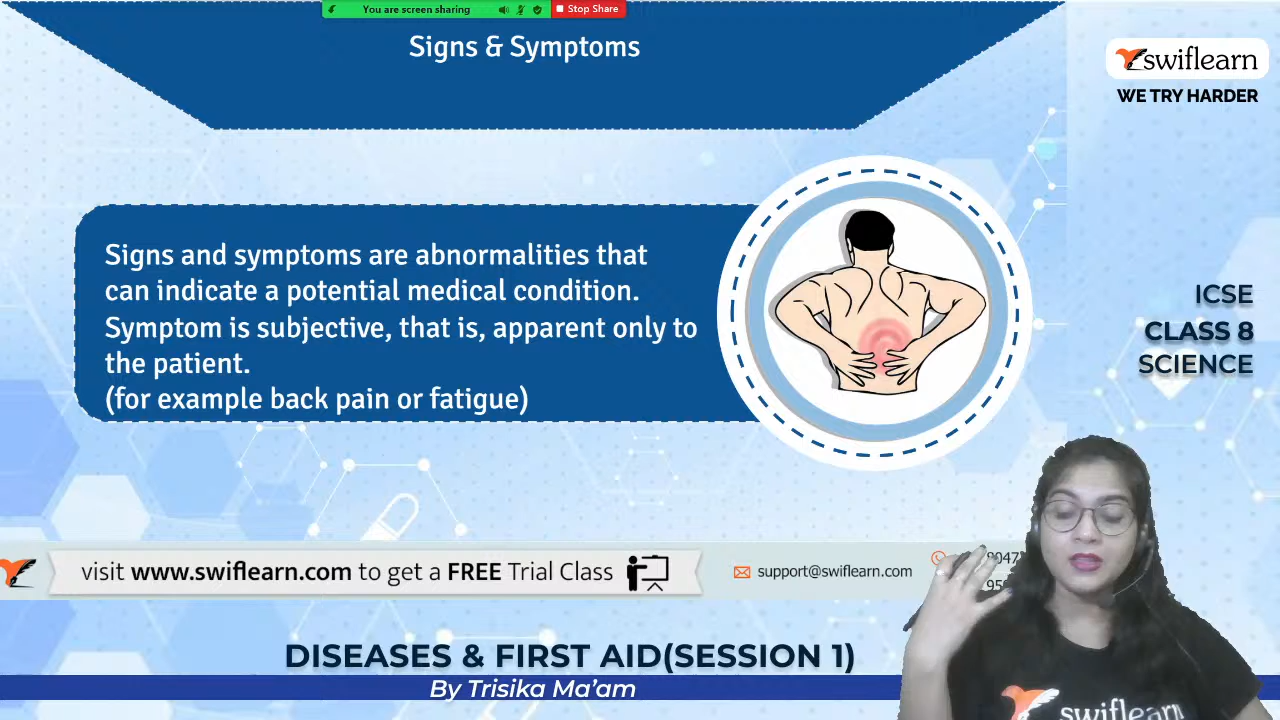 You are screen sharing
Stop Share
Signs & Symptoms
swiflearn
WE TRY HARDER
Signs and symptoms are abnormalities that
can indicate a potential medical condition.
Symptom is subjective, that is, apparent only to
the patient.
(for example back pain or fatigue)
ICSE
CLASS 8
SCIENCE
visit www.swiflearn.com to get a FREE Trial Class
support@swiflearn.com
DISEASES & FIRST AID(SESSION 1)
By Trisika Ma'am
swiflearn